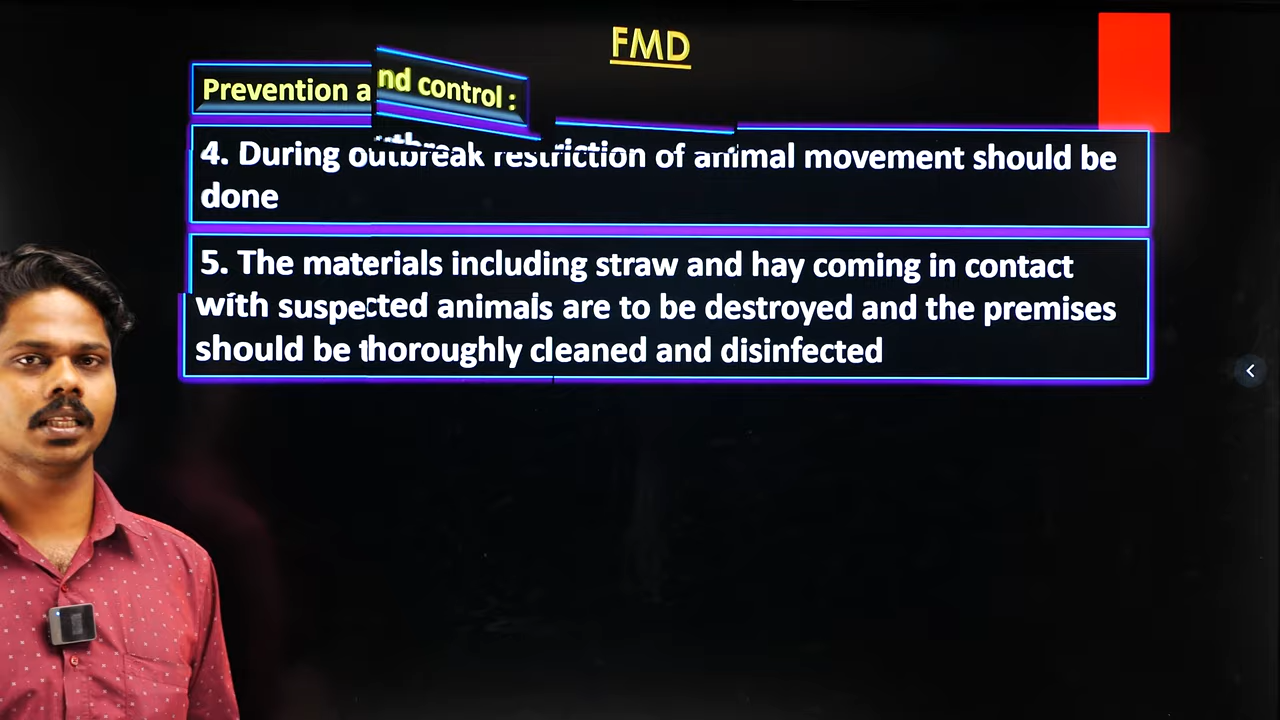 FMD
Prevention and control :
4. During outbreak restriction of animal movement should be
done
5. The materials including straw and hay coming in contact
with suspected animals are to be destroyed and the premises
should be thoroughly cleaned and disinfected